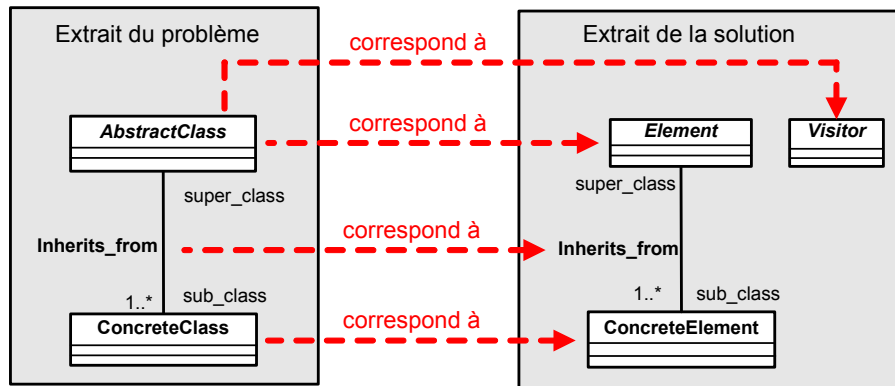 Extrait du problème
correspond à
Extrait de la solution
AbstractClass
correspond à
Element
Visitor
super_class
super_class
Inherits_from
correspond à
Inherits_from
1..*
sub_class
1..*
sub_class
ConcreteClass
correspond à
ConcreteElement